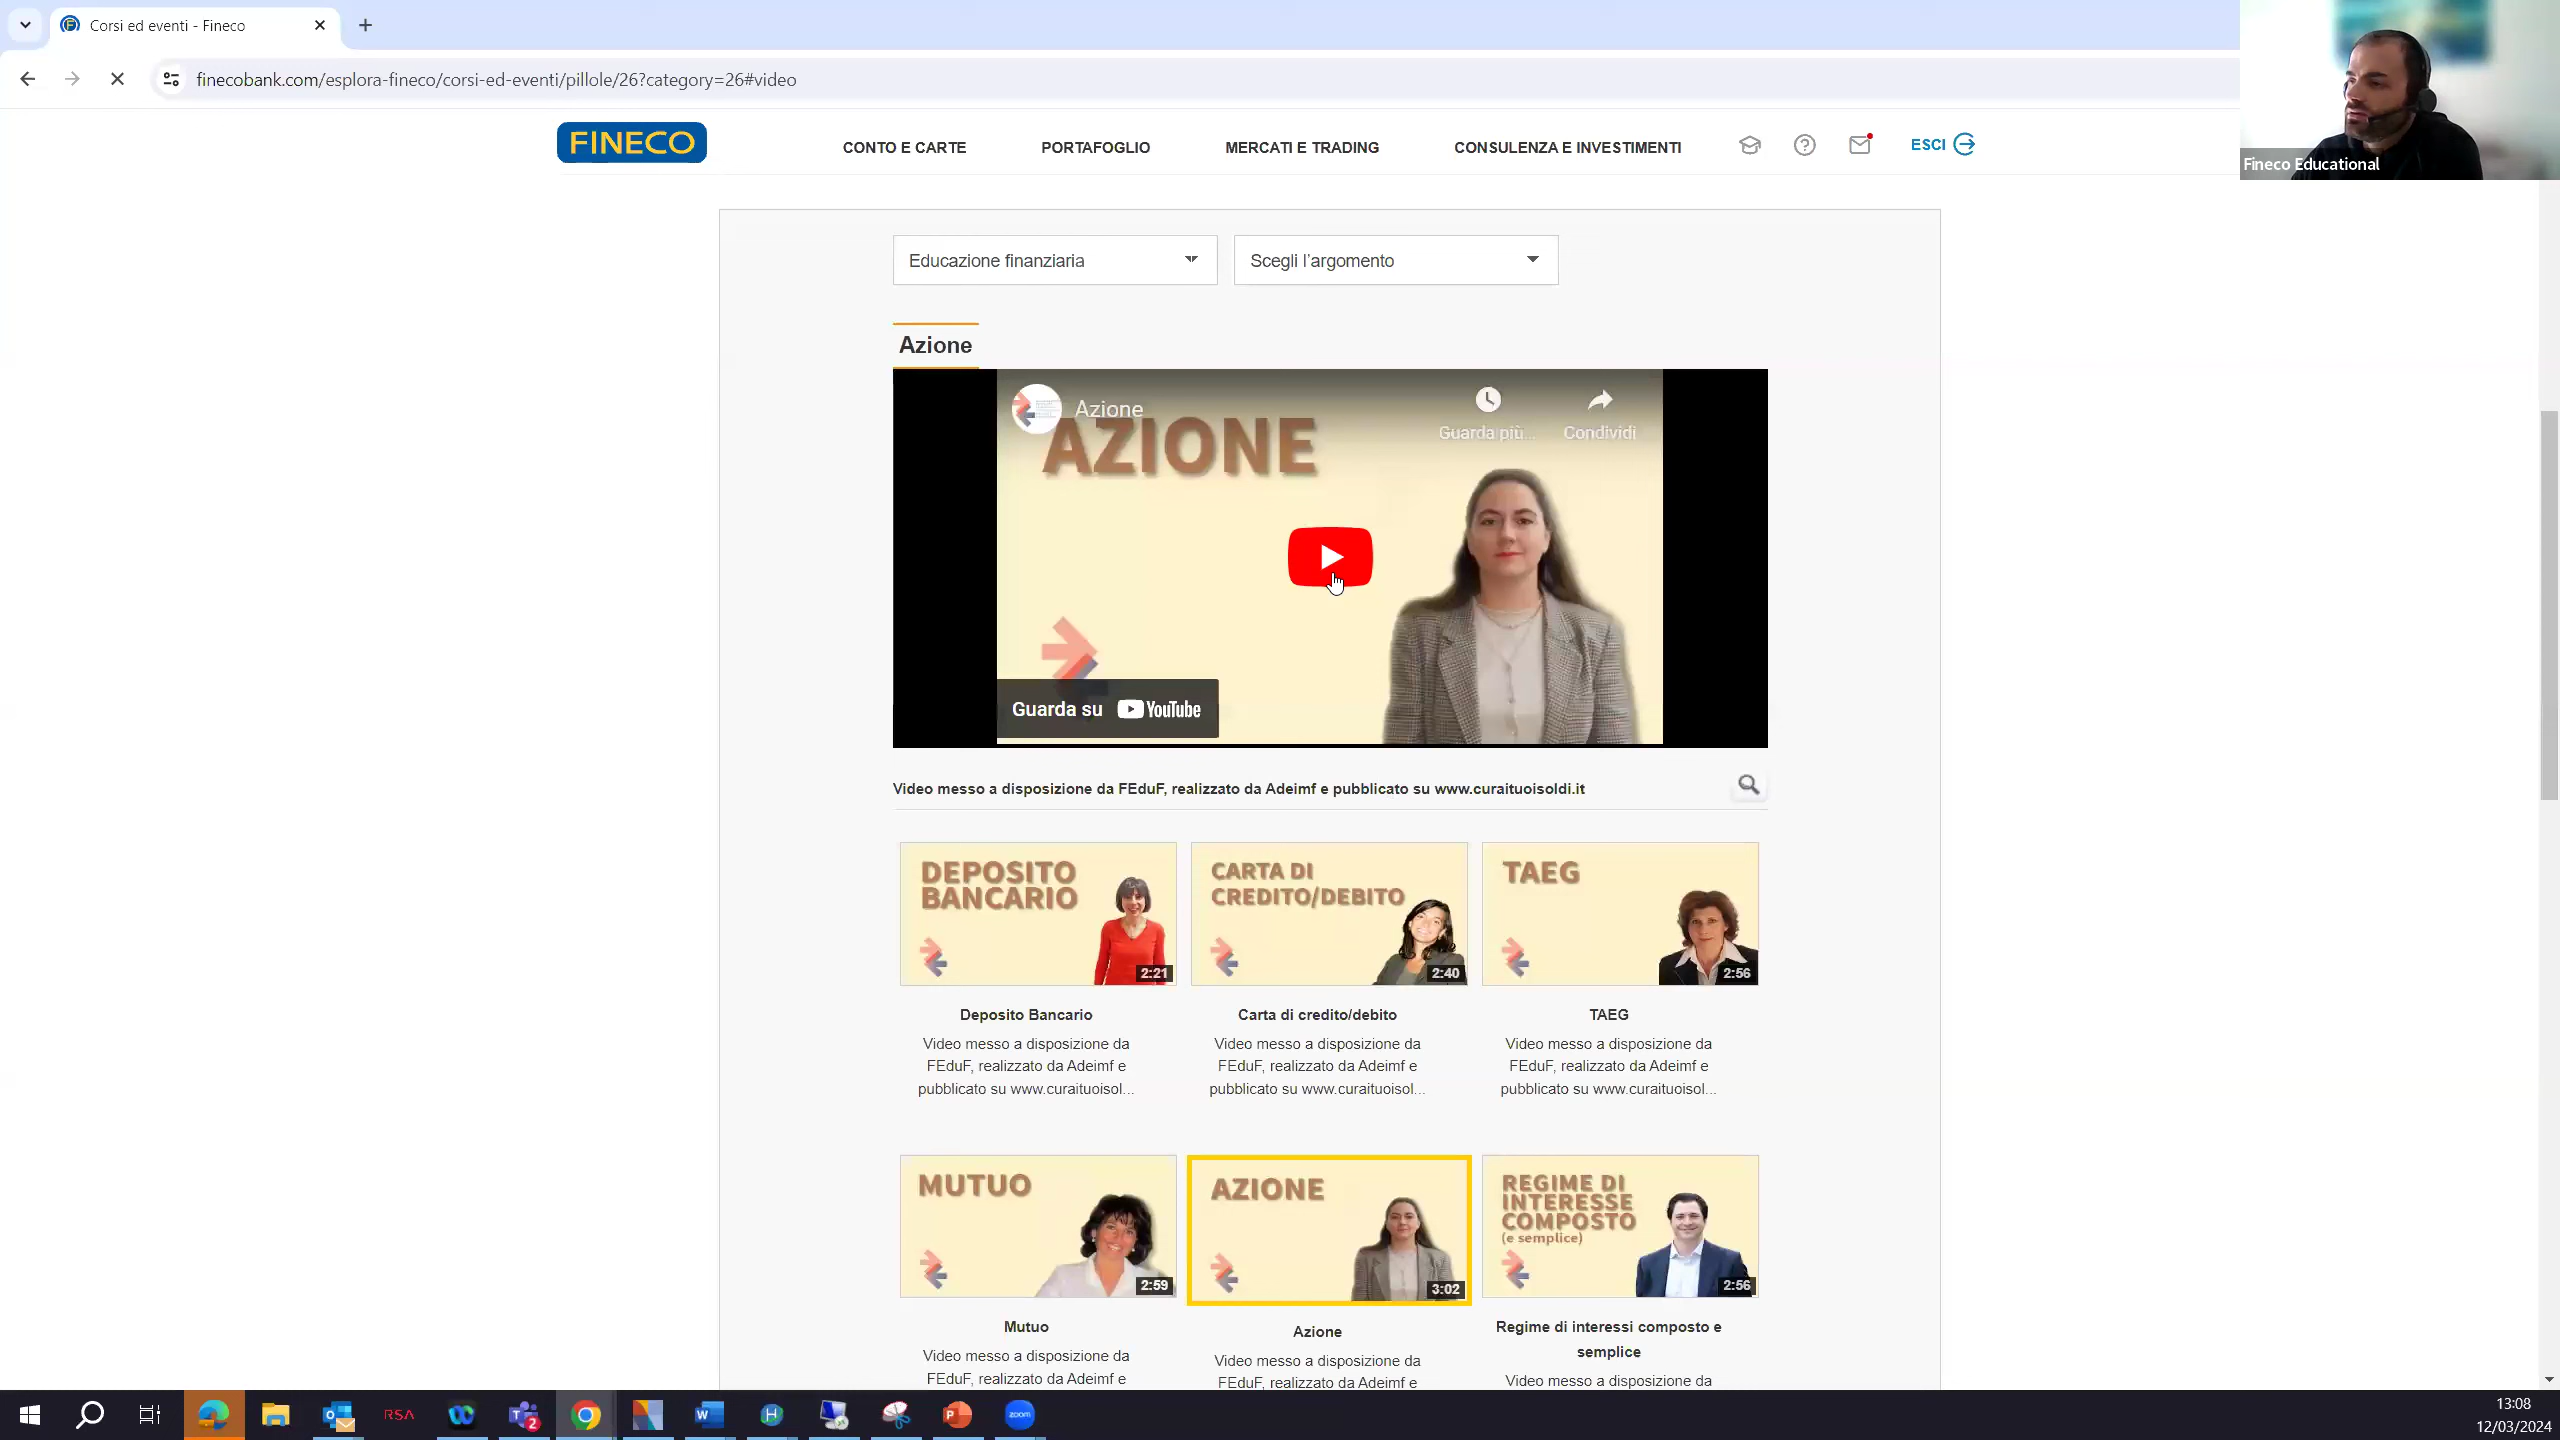 Corsi ed eventi - Fineco
finecobank.com/esplora-fineco/corsi-ed-eventi/pillole/26?category=26#video
FINECO
CONTO E CARTE
PORTAFOGLIO
MERCATI E TRADING
CONSULENZA E INVESTIMENTI
ESCI
Fineco Educational
Educazione finanziaria
Scegli l'argomento
Azione
Azione
AZIONE
Guarda più...
Condividi
Guarda su YouTube
Video messo a disposizione da FEduF, realizzato da Adeimf e pubblicato su www.curaituoisoldi.it
DEPOSITO
BANCARIO
2:21
CARTA DI
CREDITO/DEBITO
2:40
TAEG
2:56
Deposito Bancario
Video messo a disposizione da
FEduF, realizzato da Adeimf e
pubblicato su www.curaituoisol...
Carta di credito/debito
Video messo a disposizione da
FEduF, realizzato da Adeimf e
pubblicato su www.curaituoisol...
TAEG
Video messo a disposizione da
FEduF, realizzato da Adeimf e
pubblicato su www.curaituoisol...
MUTUO
2:59
AZIONE
3:02
REGIME DI
INTERESSE
COMPOSTO
(e semplice)
2:56
Mutuo
Video messo a disposizione da
FEduF, realizzato da Adeimf e
Azione
Video messo a disposizione da
FEduF, realizzato da Adeimf e
Regime di interessi composto e
semplice
Video messo a disposizione da
RSA
2
W
H
P
zoom
13:08
12/03/2024